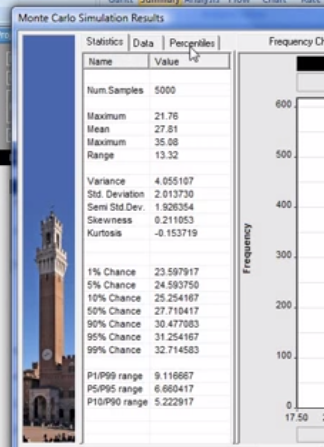 Summary Analysis
Monte Carlo Simulation Results
Statistics Data Percentiles Frequency Ch
Name Value
Num.Samples 5000
Maximum 21.76
Mean 27.81
Maximum 35.08
Range 13.32
Variance 4.055107
Std. Deviation 2.013730
Semi Std.Dev. 1.926354
Skewness 0.211053
Kurtosis -0.153719
1% Chance 23.597917
5% Chance 24.593750
10% Chance 25.254167
50% Chance 27.710417
90% Chance 30.477083
95% Chance 31.254167
99% Chance 32.714583
P1/P99 range 9.116667
P5/P95 range 6.660417
P10/P90 range 5.222917
Frequency
600
500
400
300
200
100
0
17.50